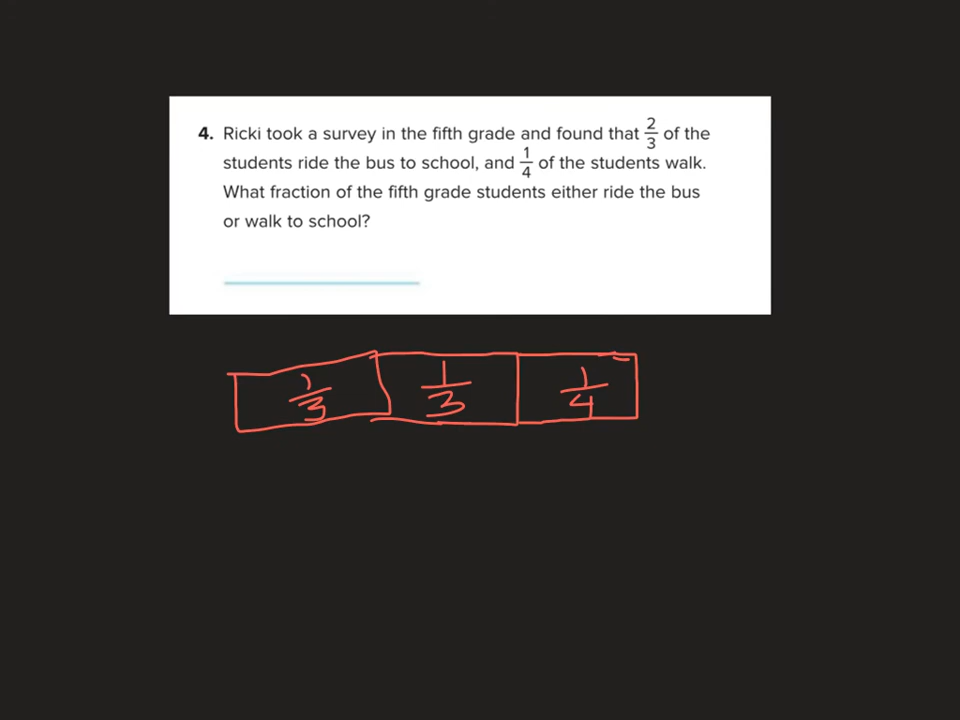 4. Ricki took a survey in the fifth grade and found that 2/3 of the
students ride the bus to school, and 1/4 of the students walk.
What fraction of the fifth grade students either ride the bus
or walk to school?
1/3 1/3 1/4